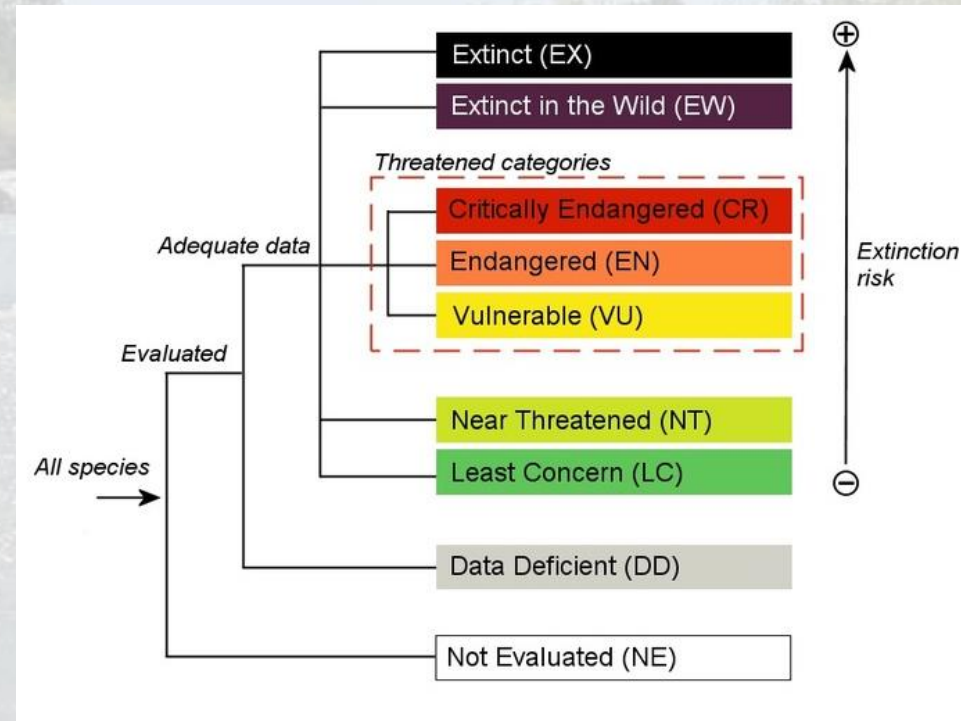 Extinct (EX)
Extinct in the Wild (EW)
Threatened categories
Critically Endangered (CR)
Adequate data
Endangered (EN)
Extinction
risk
Vulnerable (VU)
Evaluated
Near Threatened (NT)
All species
Least Concern (LC)
Data Deficient (DD)
Not Evaluated (NE)